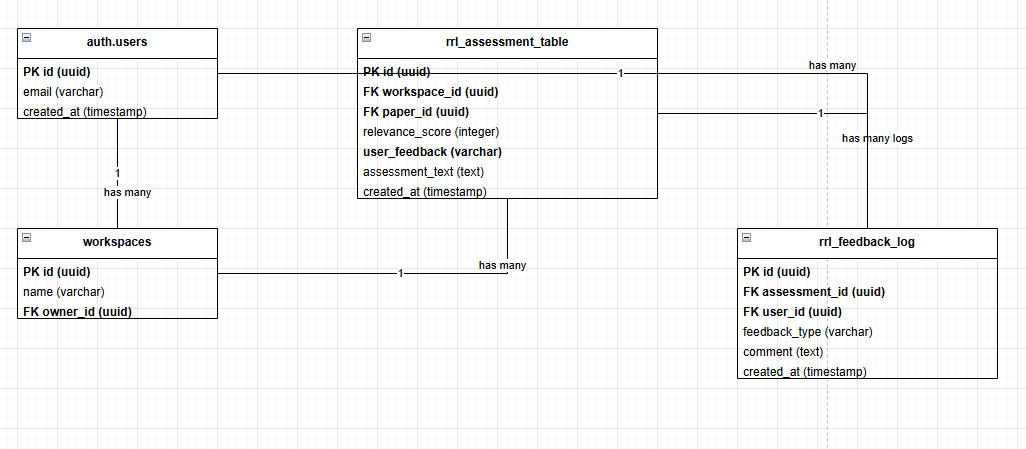 auth.users
PK id (uuid)
email (varchar)
created_at (timestamp)
1
has many
workspaces
PK id (uuid)
name (varchar)
FK owner_id (uuid)
1
has many
rrl_assessment_table
PK id (uuid)
FK workspace_id (uuid)
FK paper_id (uuid)
relevance_score (integer)
user_feedback (varchar)
assessment_text (text)
created_at (timestamp)
1
has many
1
has many logs
rrl_feedback_log
PK id (uuid)
FK assessment_id (uuid)
FK user_id (uuid)
feedback_type (varchar)
comment (text)
created_at (timestamp)